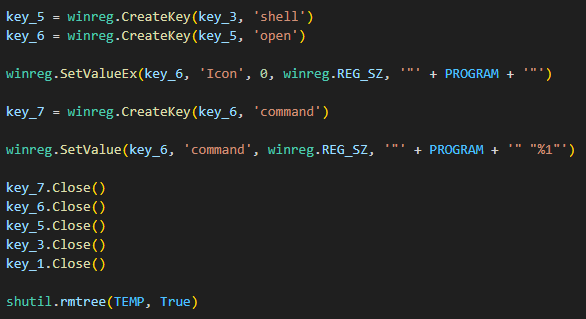 key_5 = winreg.CreateKey(key_3, 'shell')
key_6 = winreg.CreateKey(key_5, 'open')
winreg.SetValueEx(key_6, 'Icon', 0, winreg.REG_SZ, '"' + PROGRAM + '"')
key_7 = winreg.CreateKey(key_6, 'command')
winreg.SetValue(key_6, 'command', winreg.REG_SZ, '"' + PROGRAM + '" "%1"')
key_7.Close()
key_6.Close()
key_5.Close()
key_3.Close()
key_1.Close()
shutil.rmtree(TEMP, True)